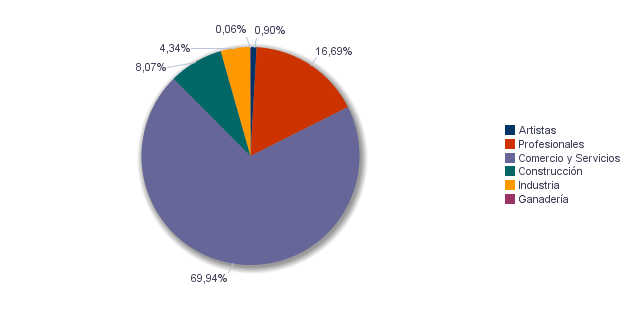 0,06%
0,90%
4,34%
16,69%
8,07%
69,94%
Artistas
Profesionales
Comercio y Servicios
Construcción
Industria
Ganadería